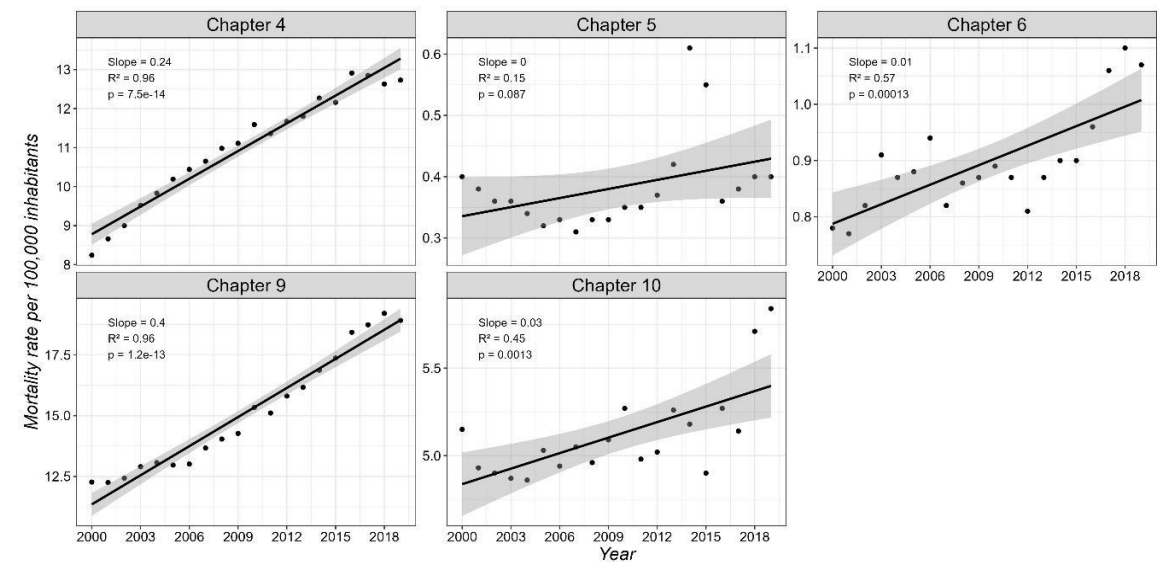 Chapter 4
Slope = 0.24
R² = 0.96
p = 7.5e-14
13
12
11
10
9
8
Chapter 5
Slope = 0
R² = 0.15
p = 0.087
0.6
0.5
0.4
0.3
Chapter 6
Slope = 0.01
R² = 0.57
p = 0.00013
1.1
1.0
0.9
0.8
2000 2003 2006 2009 2012 2015 2018
Chapter 9
Slope = 0.4
R² = 0.96
p = 1.2e-13
17.5
15.0
12.5
2000 2003 2006 2009 2012 2015 2018
Chapter 10
Slope = 0.03
R² = 0.45
p = 0.0013
5.5
5.0
2000 2003 2006 2009 2012 2015 2018
Mortality rate per 100,000 inhabitants
Year